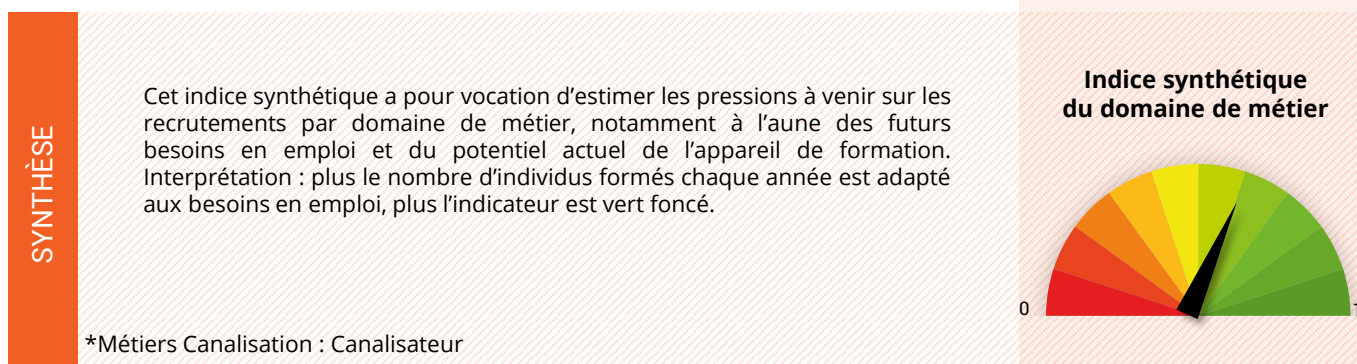 SYNTHÈSE
Cet indice synthétique a pour vocation d’estimer les pressions à venir sur les
recrutements par domaine de métier, notamment à l’aune des futurs
besoins en emploi et du potentiel actuel de l’appareil de formation.
Interprétation : plus le nombre d’individus formés chaque année est adapté
aux besoins en emploi, plus l’indicateur est vert foncé.
*Métiers Canalisation : Canalisateur
Indice synthétique
du domaine de métier
0